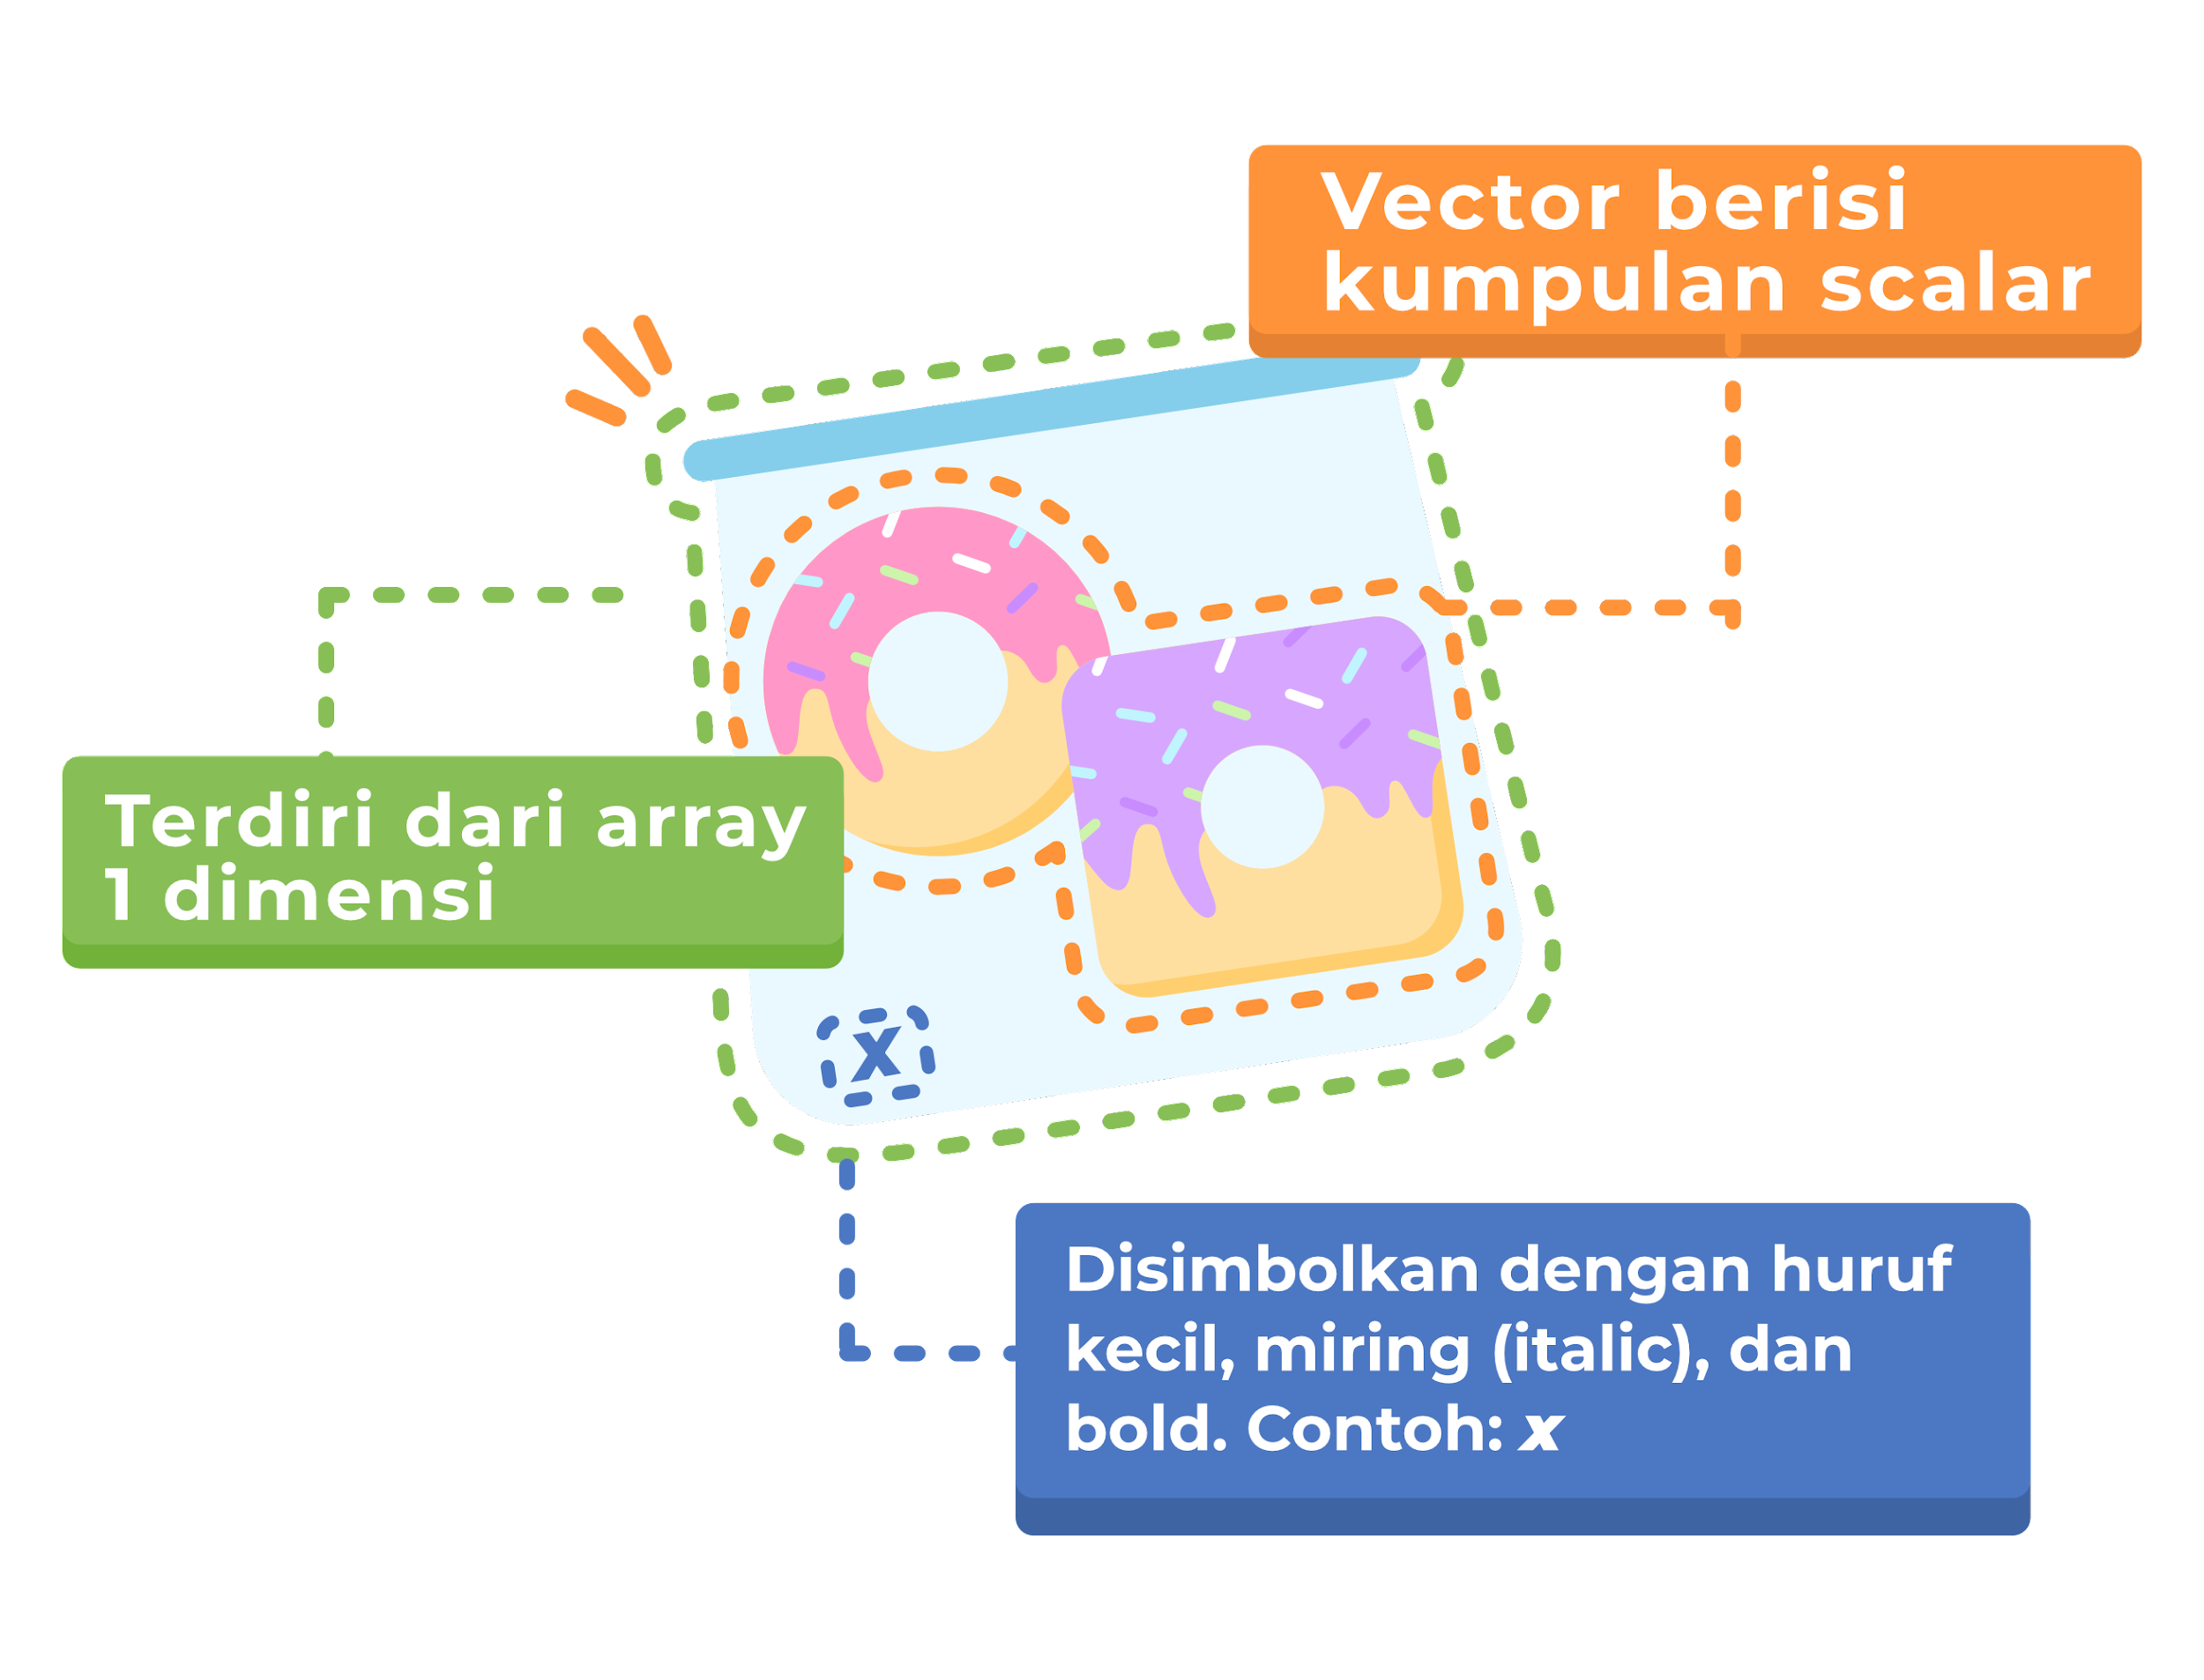 Vector berisi
kumpulan scalar
Terdiri dari array
1 dimensi
x
Disimbolkan dengan huruf
kecil, miring (italic), dan
bold. Contoh: x